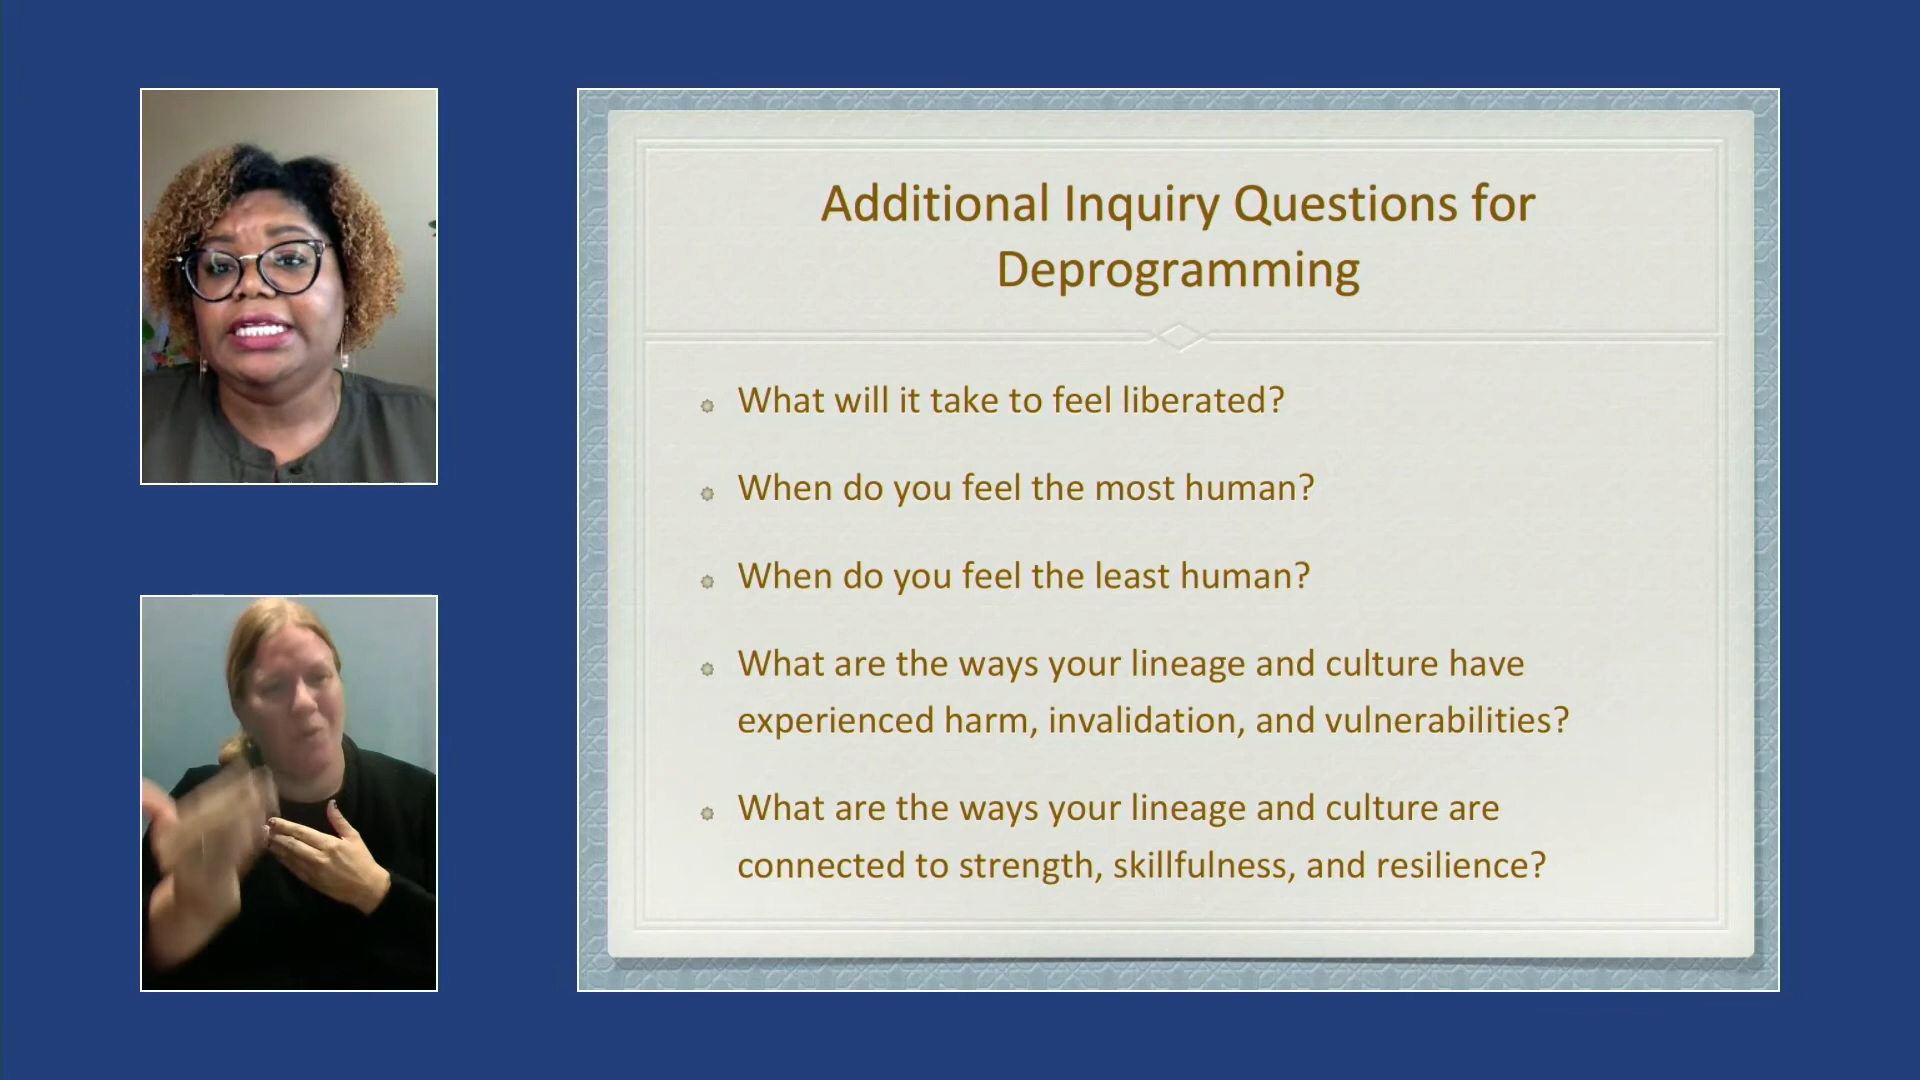 Additional Inquiry Questions for
Deprogramming
What will it take to feel liberated?
When do you feel the most human?
When do you feel the least human?
What are the ways your lineage and culture have
experienced harm, invalidation, and vulnerabilities?
What are the ways your lineage and culture are
connected to strength, skillfulness, and resilience?